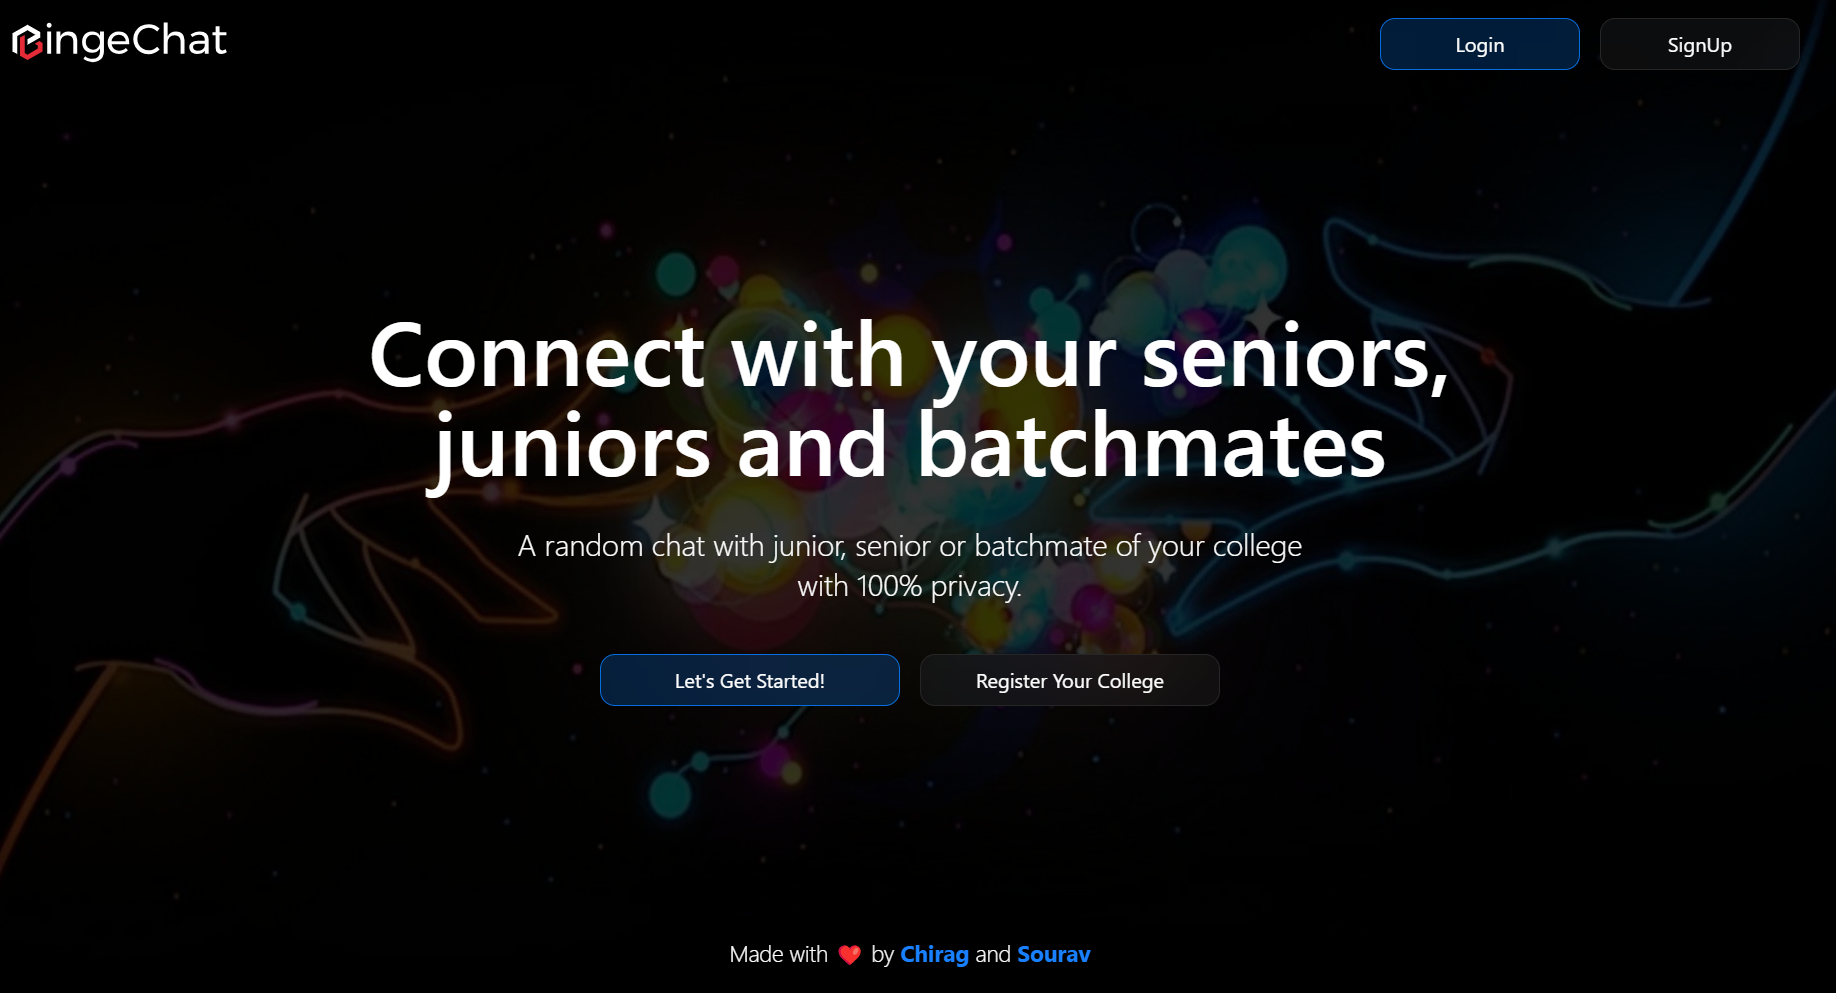 BingeChat
Login
SignUp
Connect with your seniors,
juniors and batchmates
A random chat with junior, senior or batchmate of your college
with 100% privacy.
Let's Get Started!
Register Your College
Made with ❤️ by Chirag and Sourav